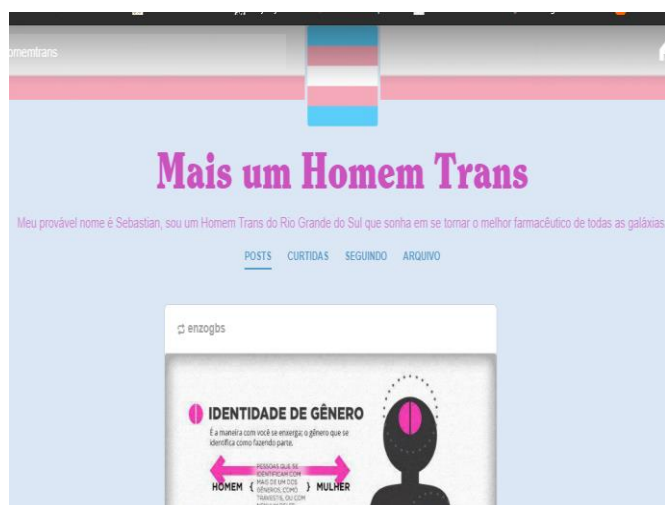 omemtrans
Mais um Homem Trans
Meu provável nome é Sebastian, sou um Homem Trans do Rio Grande do Sul que sonha em se tornar o melhor farmacêutico de todas as galáxias
POSTS CURTIDAS SEGUINDO ARQUIVO
enzogbs
IDENTIDADE DE GÊNERO
É a maneira com você se enxerga; o gênero que se
identifica como fazendo parte.
PESSOAS QUE SE
IDENTIFICAM COM
MAIS DE UM DOS
HOMEM { GÊNEROS, COMO } MULHER
TRAVESTIS, OU COM